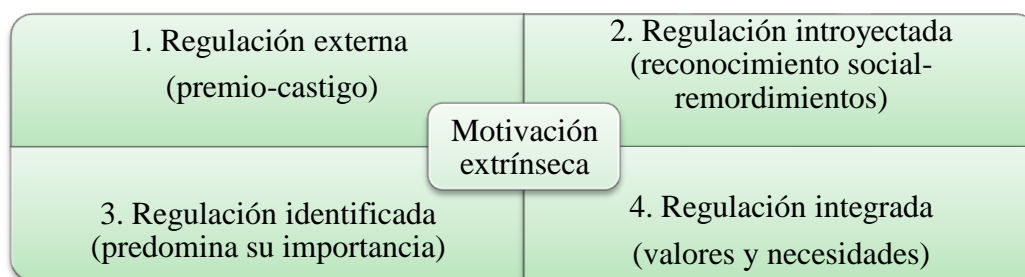 1. Regulación externa
(premio-castigo)
2. Regulación introyectada
(reconocimiento social-
remordimientos)
Motivación
extrínseca
3. Regulación identificada
(predomina su importancia)
4. Regulación integrada
(valores y necesidades)